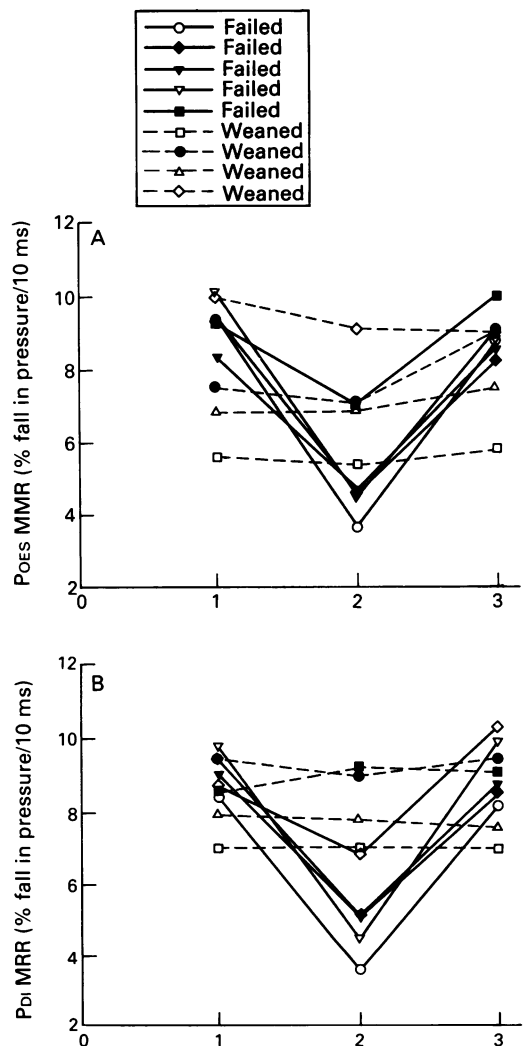 Failed
Failed
Failed
Failed
Failed
Weaned
Weaned
Weaned
Weaned
A
POES MMR (% fall in pressure/10 ms)
12
10
8
6
4
2
0
1
2
3
B
PDI MRR (% fall in pressure/10 ms)
12
10
8
6
4
2
0
1
2
3